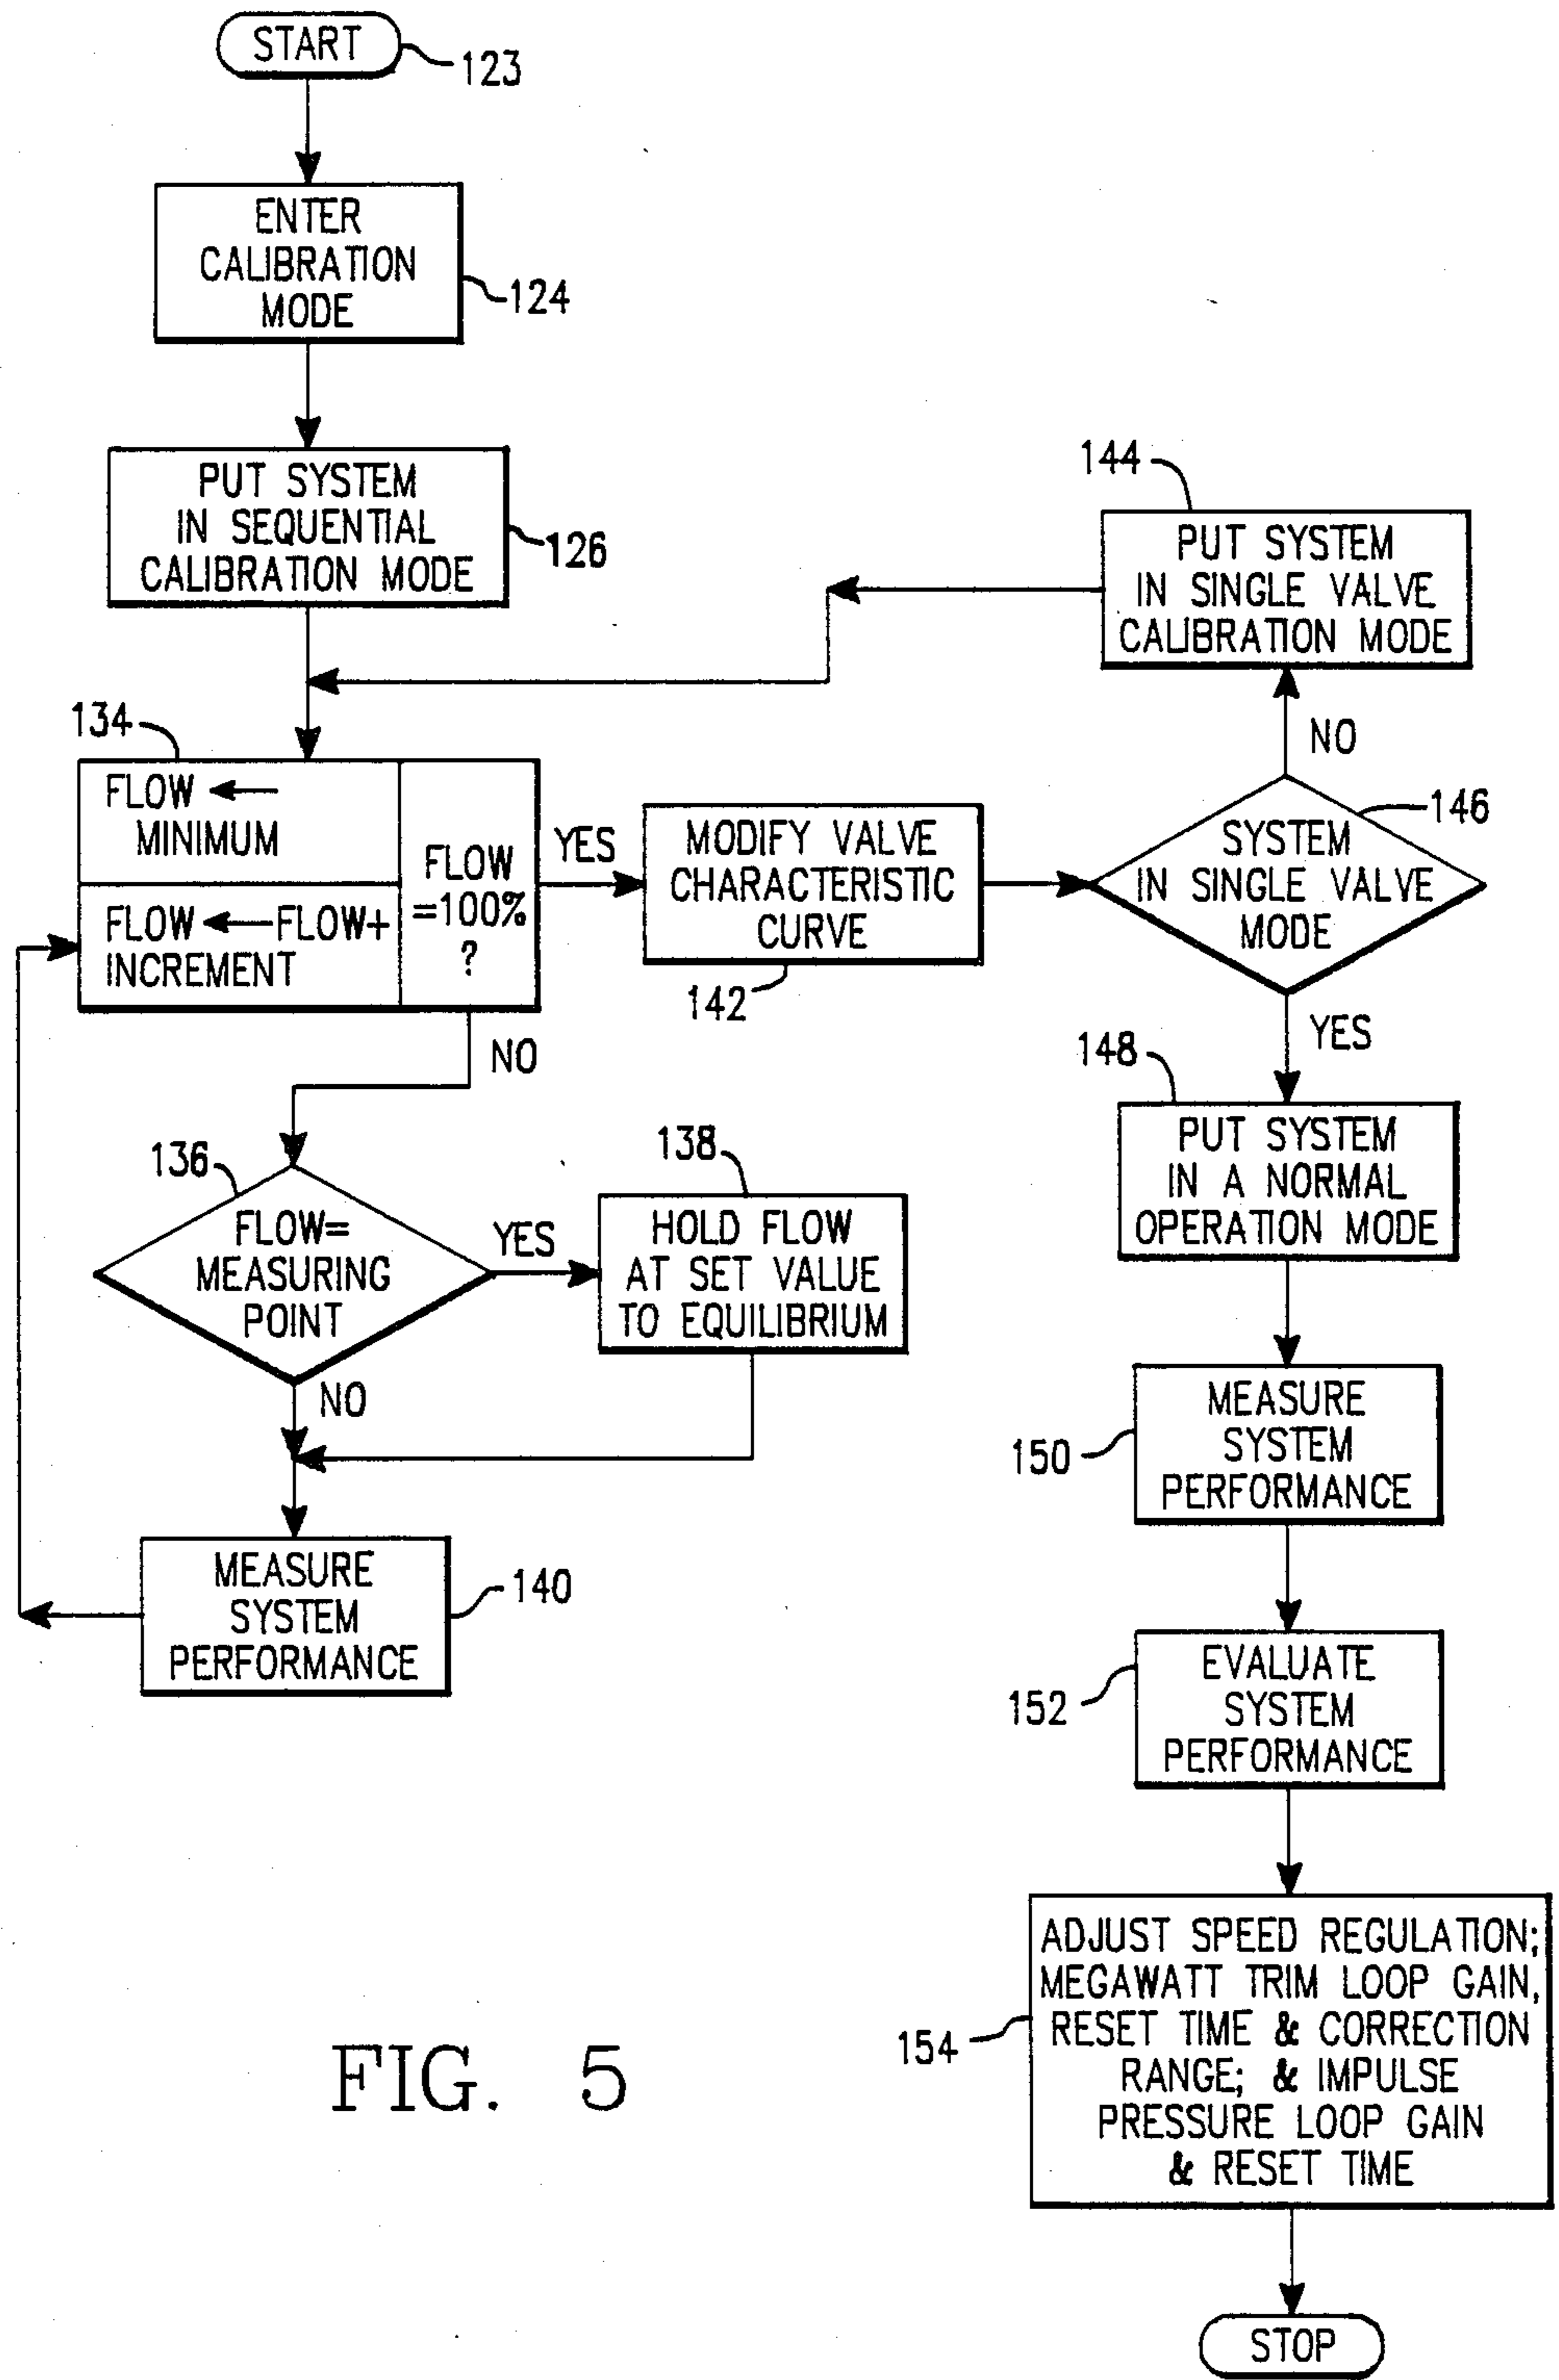 START
123
ENTER
CALIBRATION
MODE
124
PUT SYSTEM
IN SEQUENTIAL
CALIBRATION MODE
126
144
PUT SYSTEM
IN SINGLE VALVE
CALIBRATION MODE
134
FLOW ←
MINIMUM
FLOW ← FLOW+
INCREMENT
FLOW
=100%
?
YES
NO
MODIFY VALVE
CHARACTERISTIC
CURVE
142
NO
146
SYSTEM
IN SINGLE VALVE
MODE
YES
136
FLOW=
MEASURING
POINT
YES
NO
138
HOLD FLOW
AT SET VALUE
TO EQUILIBRIUM
MEASURE
SYSTEM
PERFORMANCE
140
148
PUT SYSTEM
IN A NORMAL
OPERATION MODE
MEASURE
SYSTEM
PERFORMANCE
150
EVALUATE
SYSTEM
PERFORMANCE
152
ADJUST SPEED REGULATION;
MEGAWATT TRIM LOOP GAIN,
RESET TIME & CORRECTION
RANGE; & IMPULSE
PRESSURE LOOP GAIN
& RESET TIME
154
STOP
FIG. 5